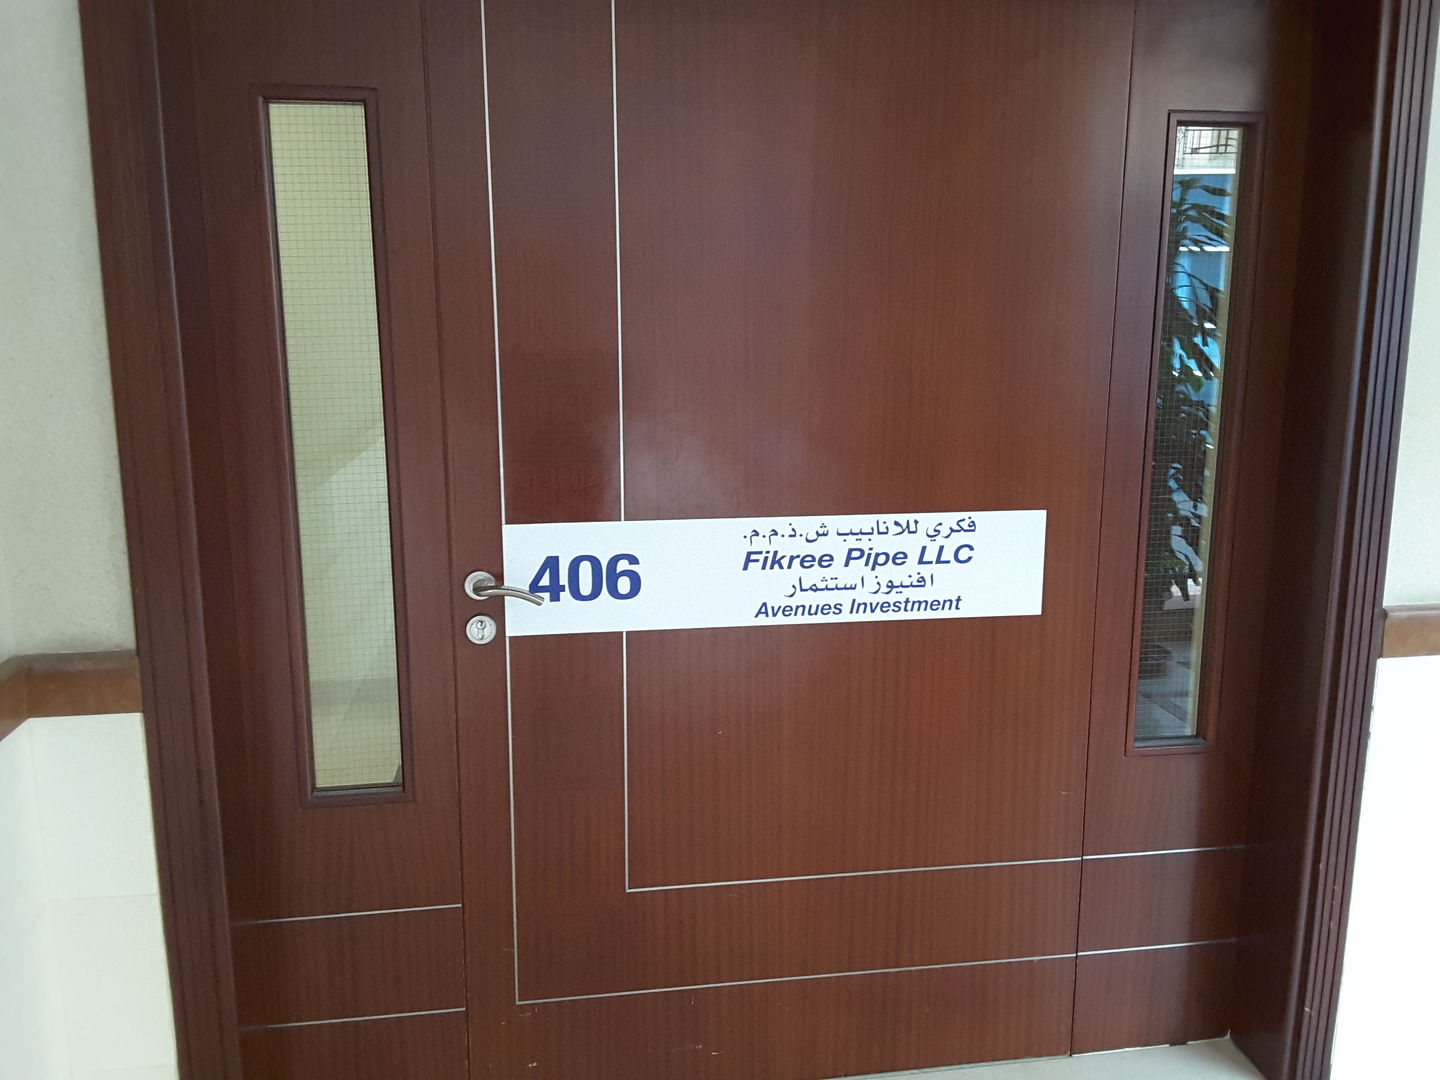 406
فكري للانابيب ش.ذ.م.م.
Fikree Pipe LLC
افنيوز استثمار
Avenues Investment